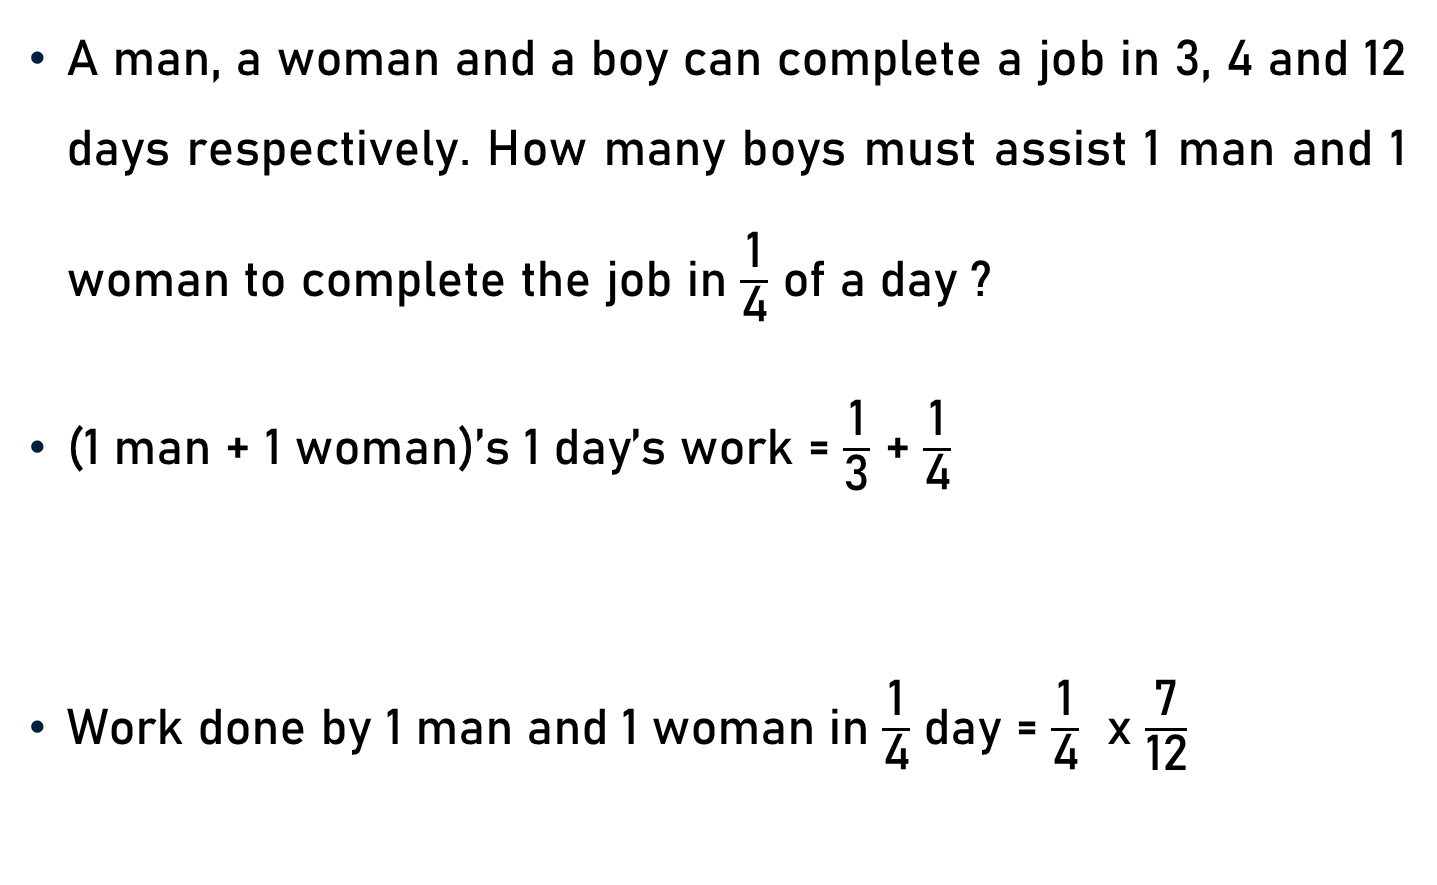 • A man, a woman and a boy can complete a job in 3, 4 and 12
days respectively. How many boys must assist 1 man and 1
woman to complete the job in 1/4 of a day ?
• (1 man + 1 woman)’s 1 day’s work = 1/3 + 1/4
• Work done by 1 man and 1 woman in 1/4 day = 1/4 x 7/12